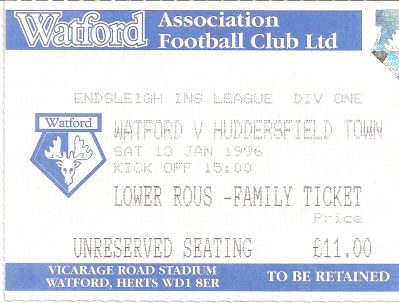 Watford Association
Football Club Ltd
ENDSLEIGH INS LEAGUE DIV ONE
Watford
WATFORD V HUDDERSFIELD TOWN
SAT 13 JAN 1996
KICK OFF 15:00
LOWER ROUS -FAMILY TICKET
Price
UNRESERVED SEATING £11.00
VICARAGE ROAD STADIUM
WATFORD, HERTS WD1 8ER
TO BE RETAINED